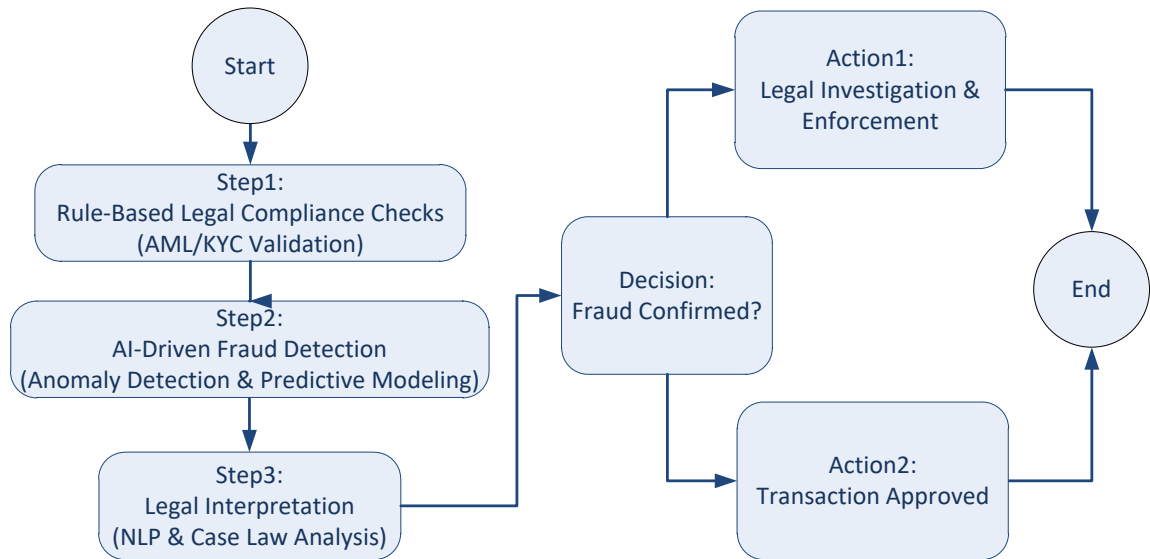 Start
Step1:
Rule-Based Legal Compliance Checks
(AML/KYC Validation)
Step2:
AI-Driven Fraud Detection
(Anomaly Detection & Predictive Modeling)
Step3:
Legal Interpretation
(NLP & Case Law Analysis)
Decision:
Fraud Confirmed?
Action1:
Legal Investigation &
Enforcement
Action2:
Transaction Approved
End